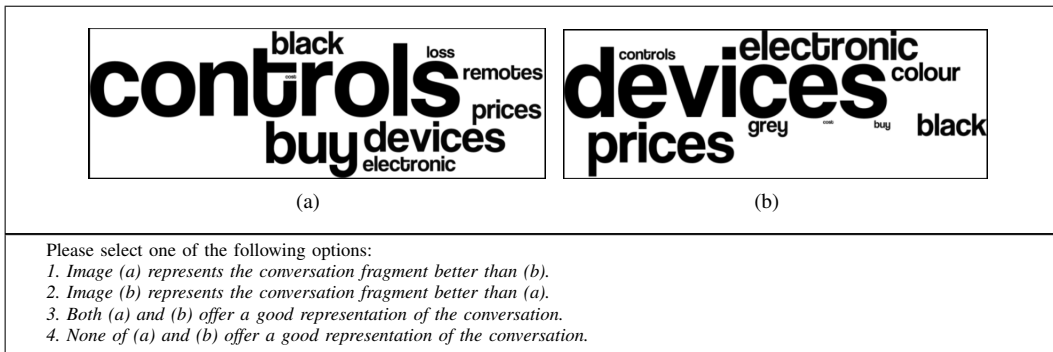 black
loss
controls
cost
remotes
prices
buy
devices
electronic
(a)
controls
electronic
devices
colour
prices
grey
cost
buy
black
(b)
Please select one of the following options:
1. Image (a) represents the conversation fragment better than (b).
2. Image (b) represents the conversation fragment better than (a).
3. Both (a) and (b) offer a good representation of the conversation.
4. None of (a) and (b) offer a good representation of the conversation.